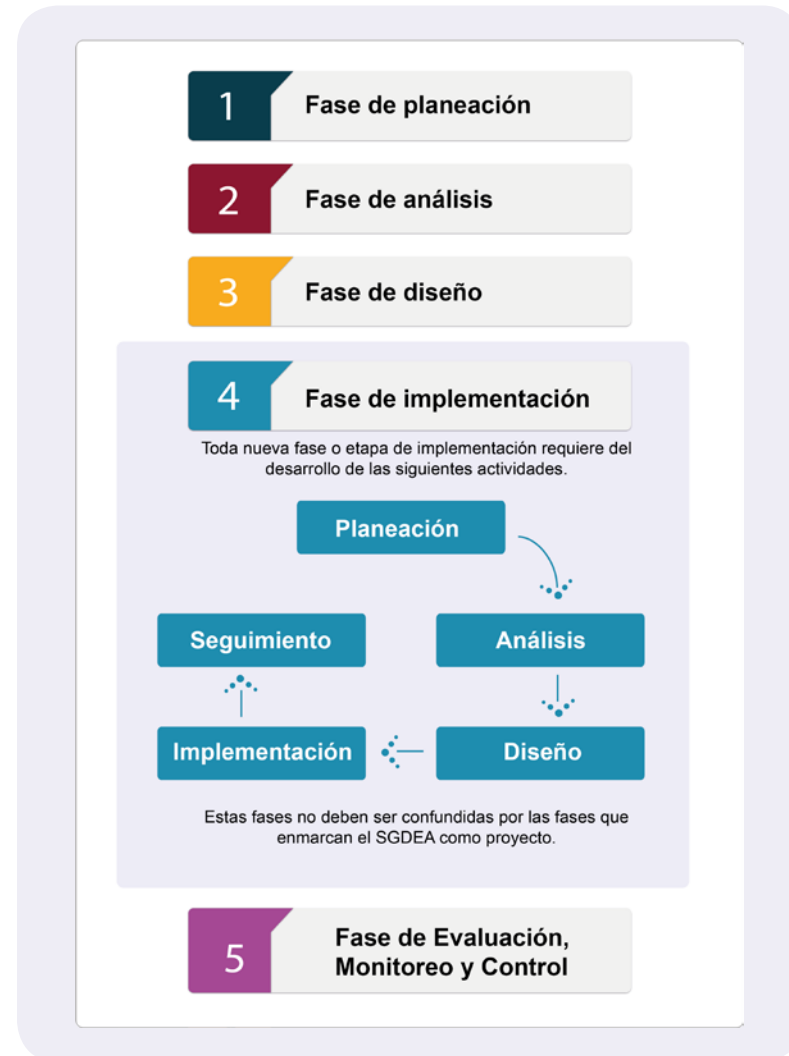 1
Fase de planeación
2
Fase de análisis
3
Fase de diseño
4
Fase de implementación
Toda nueva fase o etapa de implementación requiere del
desarrollo de las siguientes actividades.
Planeación
Seguimiento
Análisis
Implementación
Diseño
Estas fases no deben ser confundidas por las fases que
enmarcan el SGDEA como proyecto.
5
Fase de Evaluación,
Monitoreo y Control